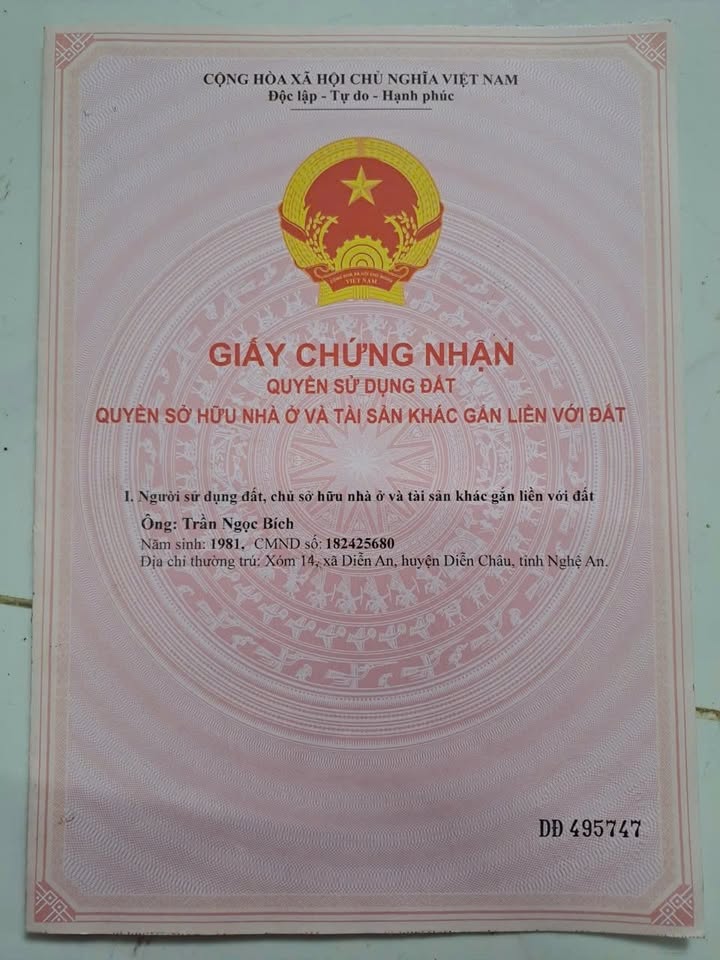 CỘNG HÒA XÃ HỘI CHỦ NGHĨA VIỆT NAM
Độc lập - Tự do - Hạnh phúc
VIỆT NAM
GIẤY CHỨNG NHẬN
QUYỀN SỬ DỤNG ĐẤT
QUYỀN SỞ HỮU NHÀ Ở VÀ TÀI SẢN KHÁC GẮN LIỀN VỚI ĐẤT
I. Người sử dụng đất, chủ sở hữu nhà ở và tài sản khác gắn liền với đất
Ông: Trần Ngọc Bích
Năm sinh: 1981, CMND số: 182425680
Địa chỉ thường trú: Xóm 14, xã Diễn An, huyện Diễn Châu, tỉnh Nghệ An.
DĐ 495747